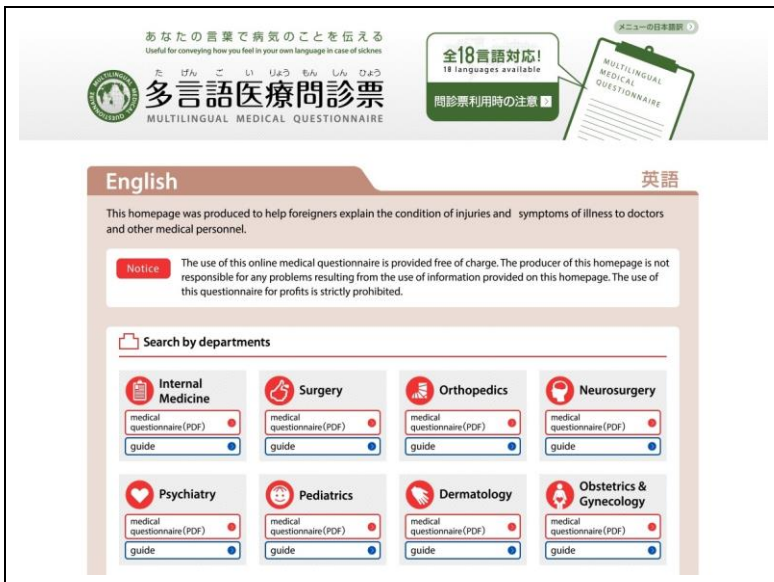 あなたの言葉で病気のことを伝える
Useful for conveying how you feel in your own language in case of sicknes
た げん ご い りょう もん しん ひょう
多言語医療問診票
MULTILINGUAL MEDICAL QUESTIONNAIRE
MULTILINGUAL MEDICAL QUESTIONNAIRE
全18言語対応!
18 languages available
問診票利用時の注意
メニューの日本語訳
MULTILINGUAL
MEDICAL
QUESTIONNAIRE
English
英語
This homepage was produced to help foreigners explain the condition of injuries and symptoms of illness to doctors
and other medical personnel.
Notice
The use of this online medical questionnaire is provided free of charge. The producer of this homepage is not
responsible for any problems resulting from the use of information provided on this homepage. The use of
this questionnaire for profits is strictly prohibited.
Search by departments
Internal
Medicine
medical
questionnaire(PDF)
guide
Surgery
medical
questionnaire(PDF)
guide
Orthopedics
medical
questionnaire(PDF)
guide
Neurosurgery
medical
questionnaire(PDF)
guide
Psychiatry
medical
questionnaire(PDF)
guide
Pediatrics
medical
questionnaire(PDF)
guide
Dermatology
medical
questionnaire(PDF)
guide
Obstetrics &
Gynecology
medical
questionnaire(PDF)
guide